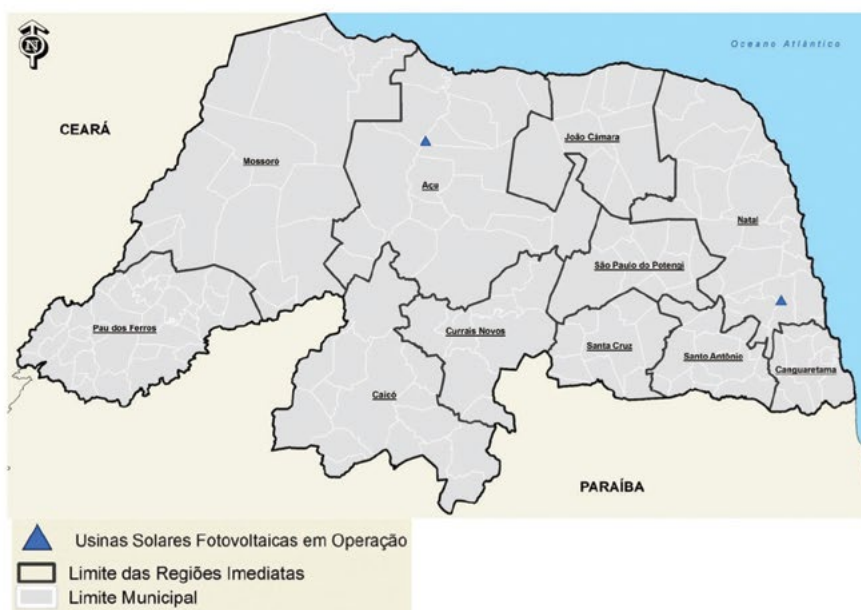 N
Oceano Atlântico
CEARÁ
João Câmara
Mossoró
Açu
Natal
São Paulo do Potengi
Pau dos Ferros
Currais Novos
Santa Cruz
Santo Antônio
Canguaretama
Caicó
PARAÍBA
Usinas Solares Fotovoltaicas em Operação
Limite das Regiões Imediatas
Limite Municipal